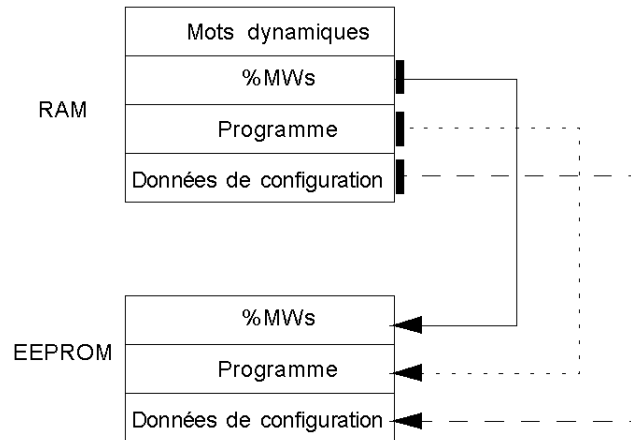 Mots dynamiques
%MWs
RAM
Programme
Données de configuration
%MWs
EEPROM
Programme
Données de configuration